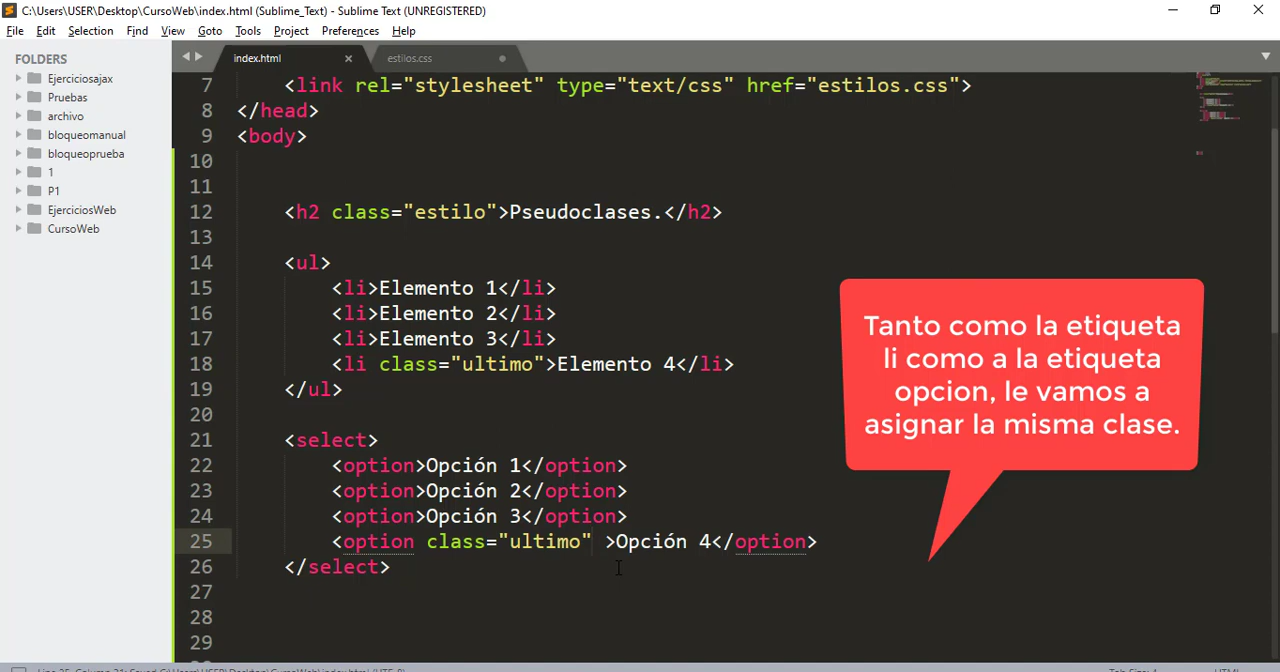 C:\Users\USER\Desktop\CursoWeb\index.html (Sublime_Text) - Sublime Text (UNREGISTERED)
File Edit Selection Find View Goto Tools Project Preferences Help
FOLDERS
Ejerciciosajax
Pruebas
archivo
bloqueomanual
bloqueoprueba
1
P1
EjerciciosWeb
CursoWeb
index.html
estilos.css
7 <link rel="stylesheet" type="text/css" href="estilos.css">
8 </head>
9 <body>
10
11
12 <h2 class="estilo">Pseudoclases.</h2>
13
14 <ul>
15 <li>Elemento 1</li>
16 <li>Elemento 2</li>
17 <li>Elemento 3</li>
18 <li class="ultimo">Elemento 4</li>
19 </ul>
20
21 <select>
22 <option>Opción 1</option>
23 <option>Opción 2</option>
24 <option>Opción 3</option>
25 <option class="ultimo" >Opción 4</option>
26 </select>
27
28
29
Tanto como la etiqueta
li como a la etiqueta
opcion, le vamos a
asignar la misma clase.